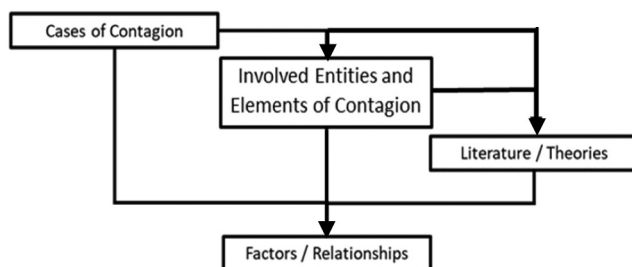 Cases of Contagion
Involved Entities and
Elements of Contagion
Literature / Theories
Factors / Relationships